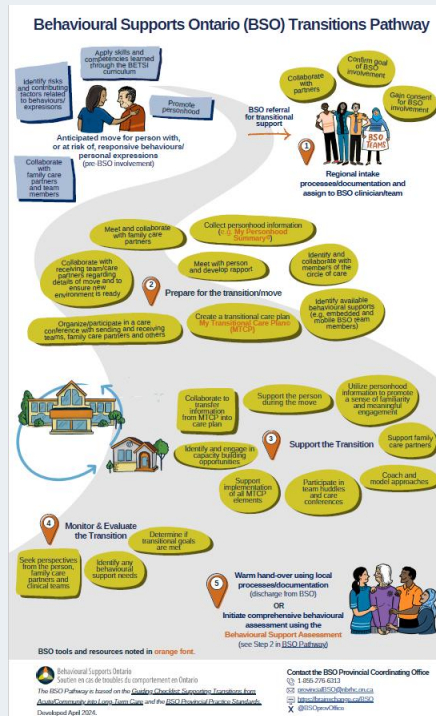 Behavioural Supports Ontario (BSO) Transitions Pathway
Identify risks
and contributing
factors related
to behaviours/
expressions
Apply skills and
competencies learned
through the BETSI
curriculum
Promote
personhood
Collaborate
with
family care
partners
and team
members
Anticipated move for person with,
or at risk of, responsive behaviours/
personal expressions
(pre-BSO involvement)
BSO referral
for transitional
support
Collaborate
with
partners
Confirm goal
of BSO
involvement
Gain consent
for BSO
involvement
BSO
TEAMS
1
Regional intake
processes/documentation and
assign to BSO clinician/team
Meet and collaborate
with family care
partners
Collect personhood information
(e.g. My Personhood
Summary©)
Collaborate with
receiving team/care
partners regarding
details of move and to
ensure new
environment is ready
Meet with person
and develop rapport
Identify and
collaborate with
members of the
circle of care
2
Prepare for the transition/move
Organize/participate in a care
conference with sending and receiving
teams, family care partners and others
Create a transitional care plan
My Transitional Care Plan©
(MTCP)
Identify available
behavioural supports
(e.g. embedded and
mobile BSO team
members)
Collaborate to
transfer
information
from MTCP into
care plan
Support the person
during the move
Utilize personhood
information to promote
a sense of familiarity
and meaningful
engagement
3
Support the Transition
Identify and engage in
capacity building
opportunities
Support family
care partners
Support
implementation
of all MTCP
elements
Participate in
team huddles
and care
conferences
Coach and
model approaches
4
Monitor & Evaluate
the Transition
Determine if
transitional goals
are met
Seek perspectives
from the person,
family care
partners and
clinical teams
Identify any
behavioural
support needs
5
Warm hand-over using local
processes/documentation
(discharge from BSO)
OR
Initiate comprehensive behavioural
assessment using the
Behavioural Support Assessment
(see Step 2 in BSO Pathway)
BSO tools and resources noted in orange font.
Behavioural Supports Ontario
Soutien en cas de troubles du comportement en Ontario
The BSO Pathway is based on the Guiding Checklist Supporting Transitions from
Acute/Community into Long-Term Care and the BSO Provincial Practice Standards.
Developed April 2024.
Contact the BSO Provincial Coordinating Office
1-855-276-6313
provincialBSO@nbrhc.on.ca
https://brainxchange.ca/BSO
@BSOprovOffice